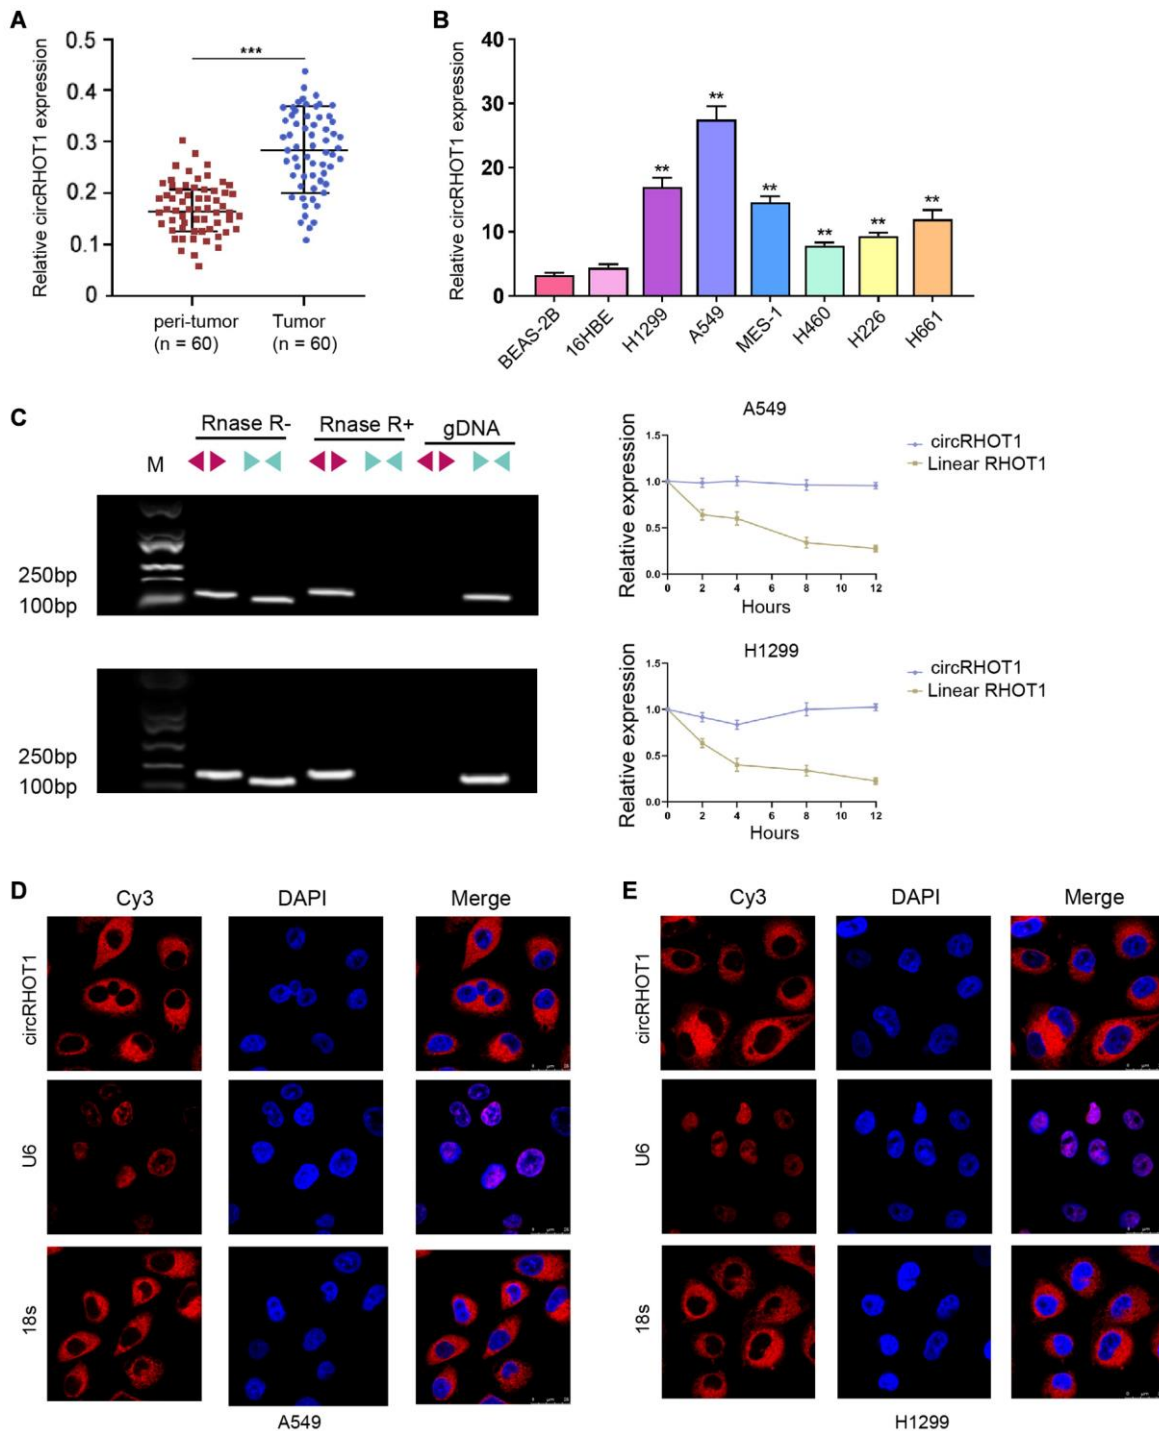 A
Relative circRHOT1 expression
0.5
0.4
0.3
0.2
0.1
0
***
peri-tumor
(n = 60)
Tumor
(n = 60)
B
Relative circRHOT1 expression
40
30
20
10
0
**
**
**
**
**
**
BEAS-2B
16HBE
H1299
A549
MES-1
H460
H226
H661
C
M
Rnase R-
Rnase R+
gDNA
250bp
100bp
250bp
100bp
A549
Relative expression
1.5
1.0
0.5
0.0
0 2 4 6 8 10 12
Hours
circRHOT1
Linear RHOT1
H1299
Relative expression
1.5
1.0
0.5
0.0
0 2 4 6 8 10 12
Hours
circRHOT1
Linear RHOT1
D
Cy3 DAPI Merge
circRHOT1
U6
18s
A549
E
Cy3 DAPI Merge
circRHOT1
U6
18s
H1299